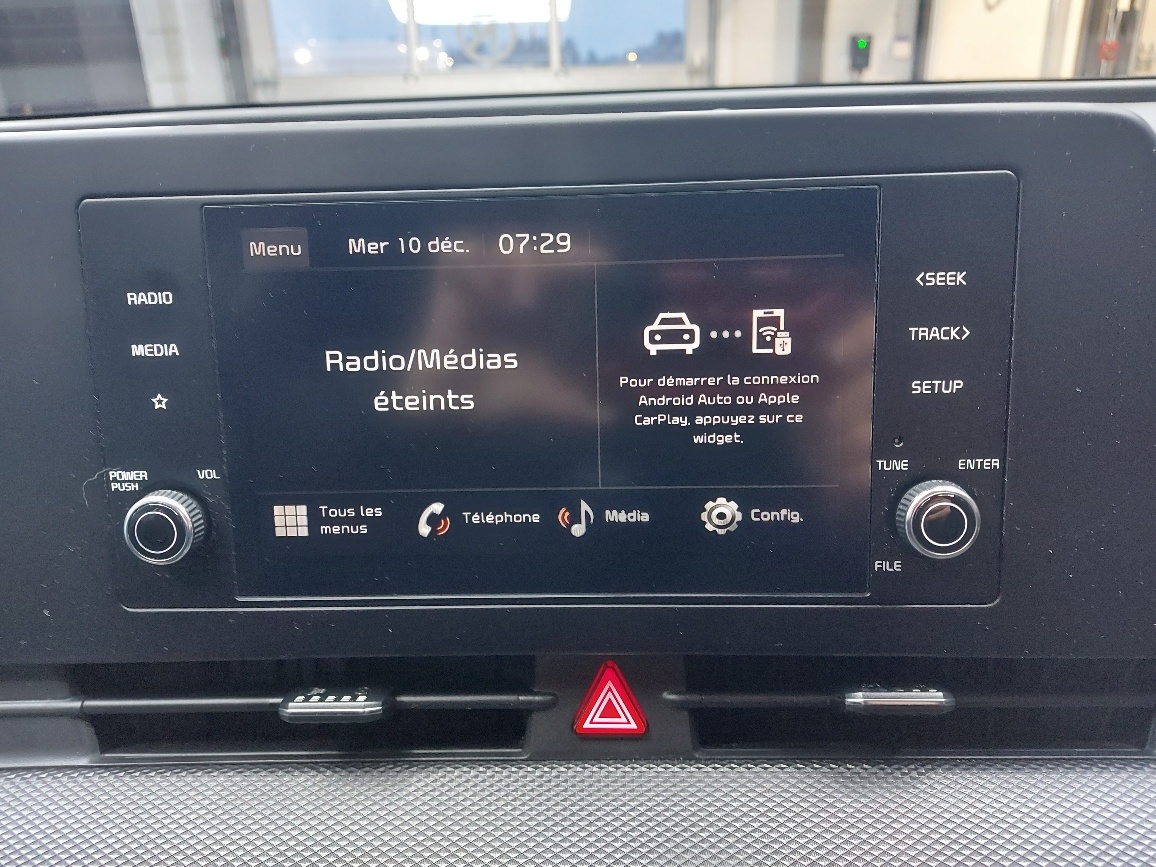 Menu
Mer 10 déc.
07:29
RADIO
MEDIA
POWER
PUSH
VOL
Radio/Médias
éteints
Pour démarrer la connexion
Android Auto ou Apple
CarPlay, appuyez sur ce
widget.
Tous les
menus
Téléphone
Média
Config.
<SEEK
TRACK>
SETUP
TUNE
ENTER
FILE